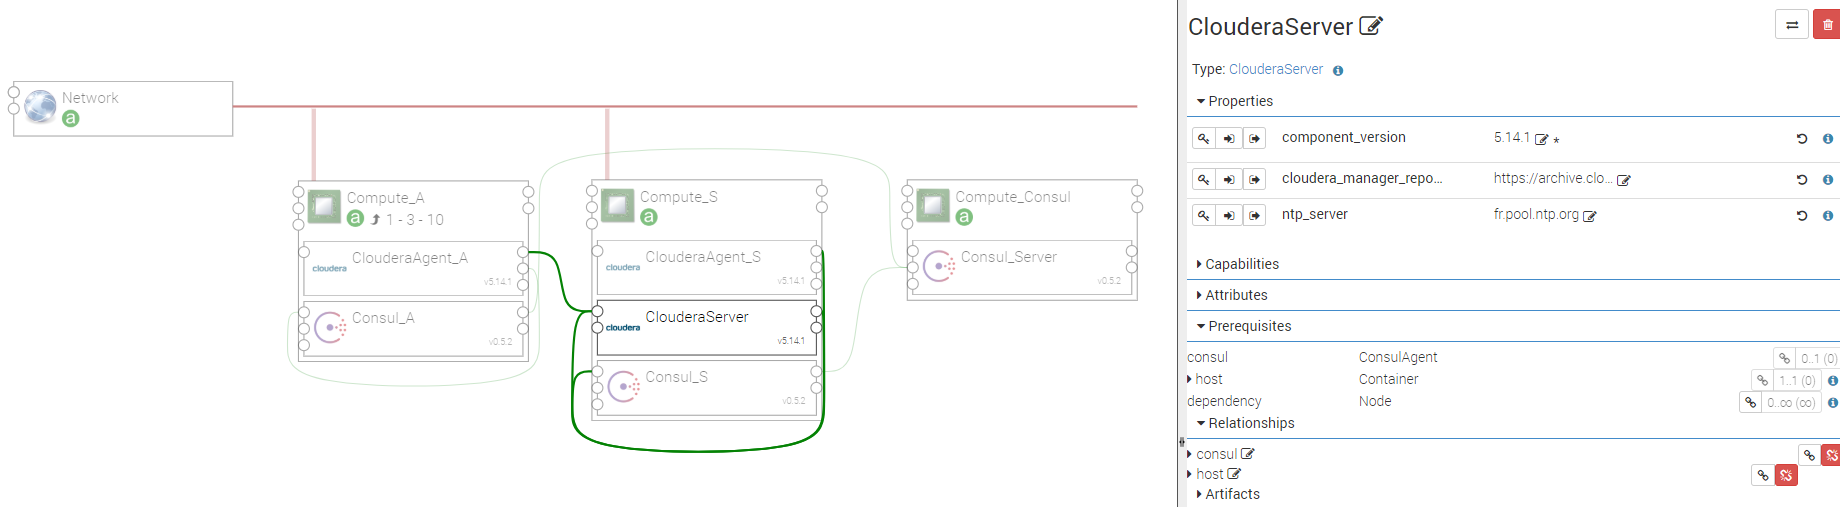 Network
a
Compute_A
a 1 - 3 - 10
cloudera
ClouderaAgent_A
v5.14.1
Consul_A
v0.5.2
Compute_S
a
cloudera
ClouderaAgent_S
v5.14.1
cloudera
ClouderaServer
v5.14.1
Consul_S
v0.5.2
Compute_Consul
a
Consul_Server
v0.5.2
ClouderaServer
Type: ClouderaServer
Properties
component_version 5.14.1 *
cloudera_manager_repo... https://archive.clo...
ntp_server fr.pool.ntp.org
Capabilities
Attributes
Prerequisites
consul ConsulAgent 0..1 (0)
host Container 1..1 (0)
dependency Node 0..∞ (∞)
Relationships
consul
host
Artifacts